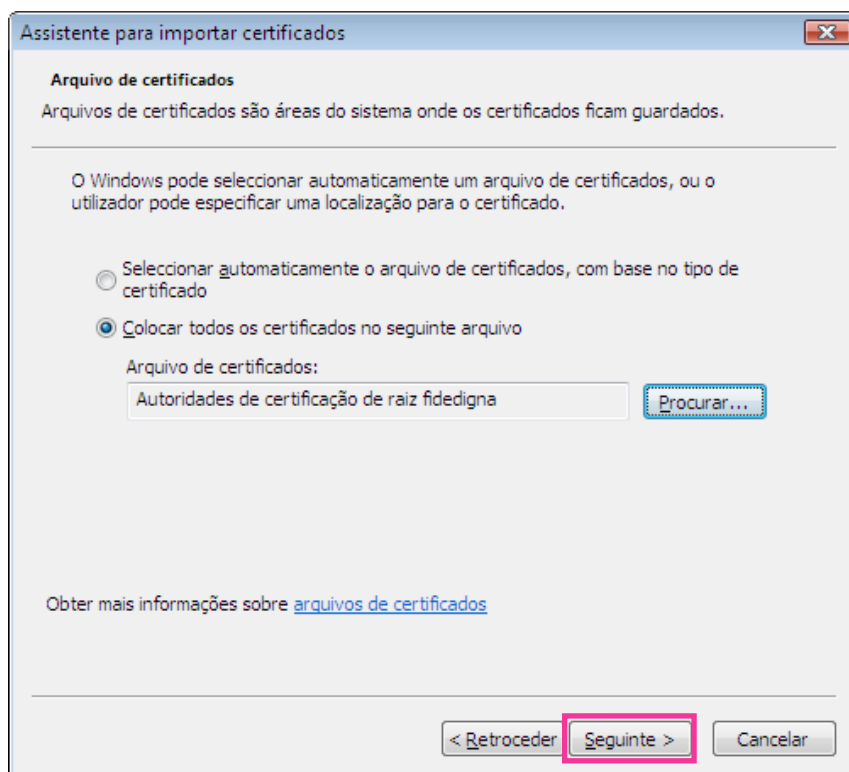 Assistente para importar certificados
Arquivo de certificados
Arquivos de certificados são áreas do sistema onde os certificados ficam guardados.
O Windows pode seleccionar automaticamente um arquivo de certificados, ou o
utilizador pode especificar uma localização para o certificado.
Seleccionar automaticamente o arquivo de certificados, com base no tipo de
certificado
Colocar todos os certificados no seguinte arquivo
Arquivo de certificados:
Autoridades de certificação de raiz fidedigna
Procurar...
Obter mais informações sobre arquivos de certificados
< Retroceder
Seguinte >
Cancelar